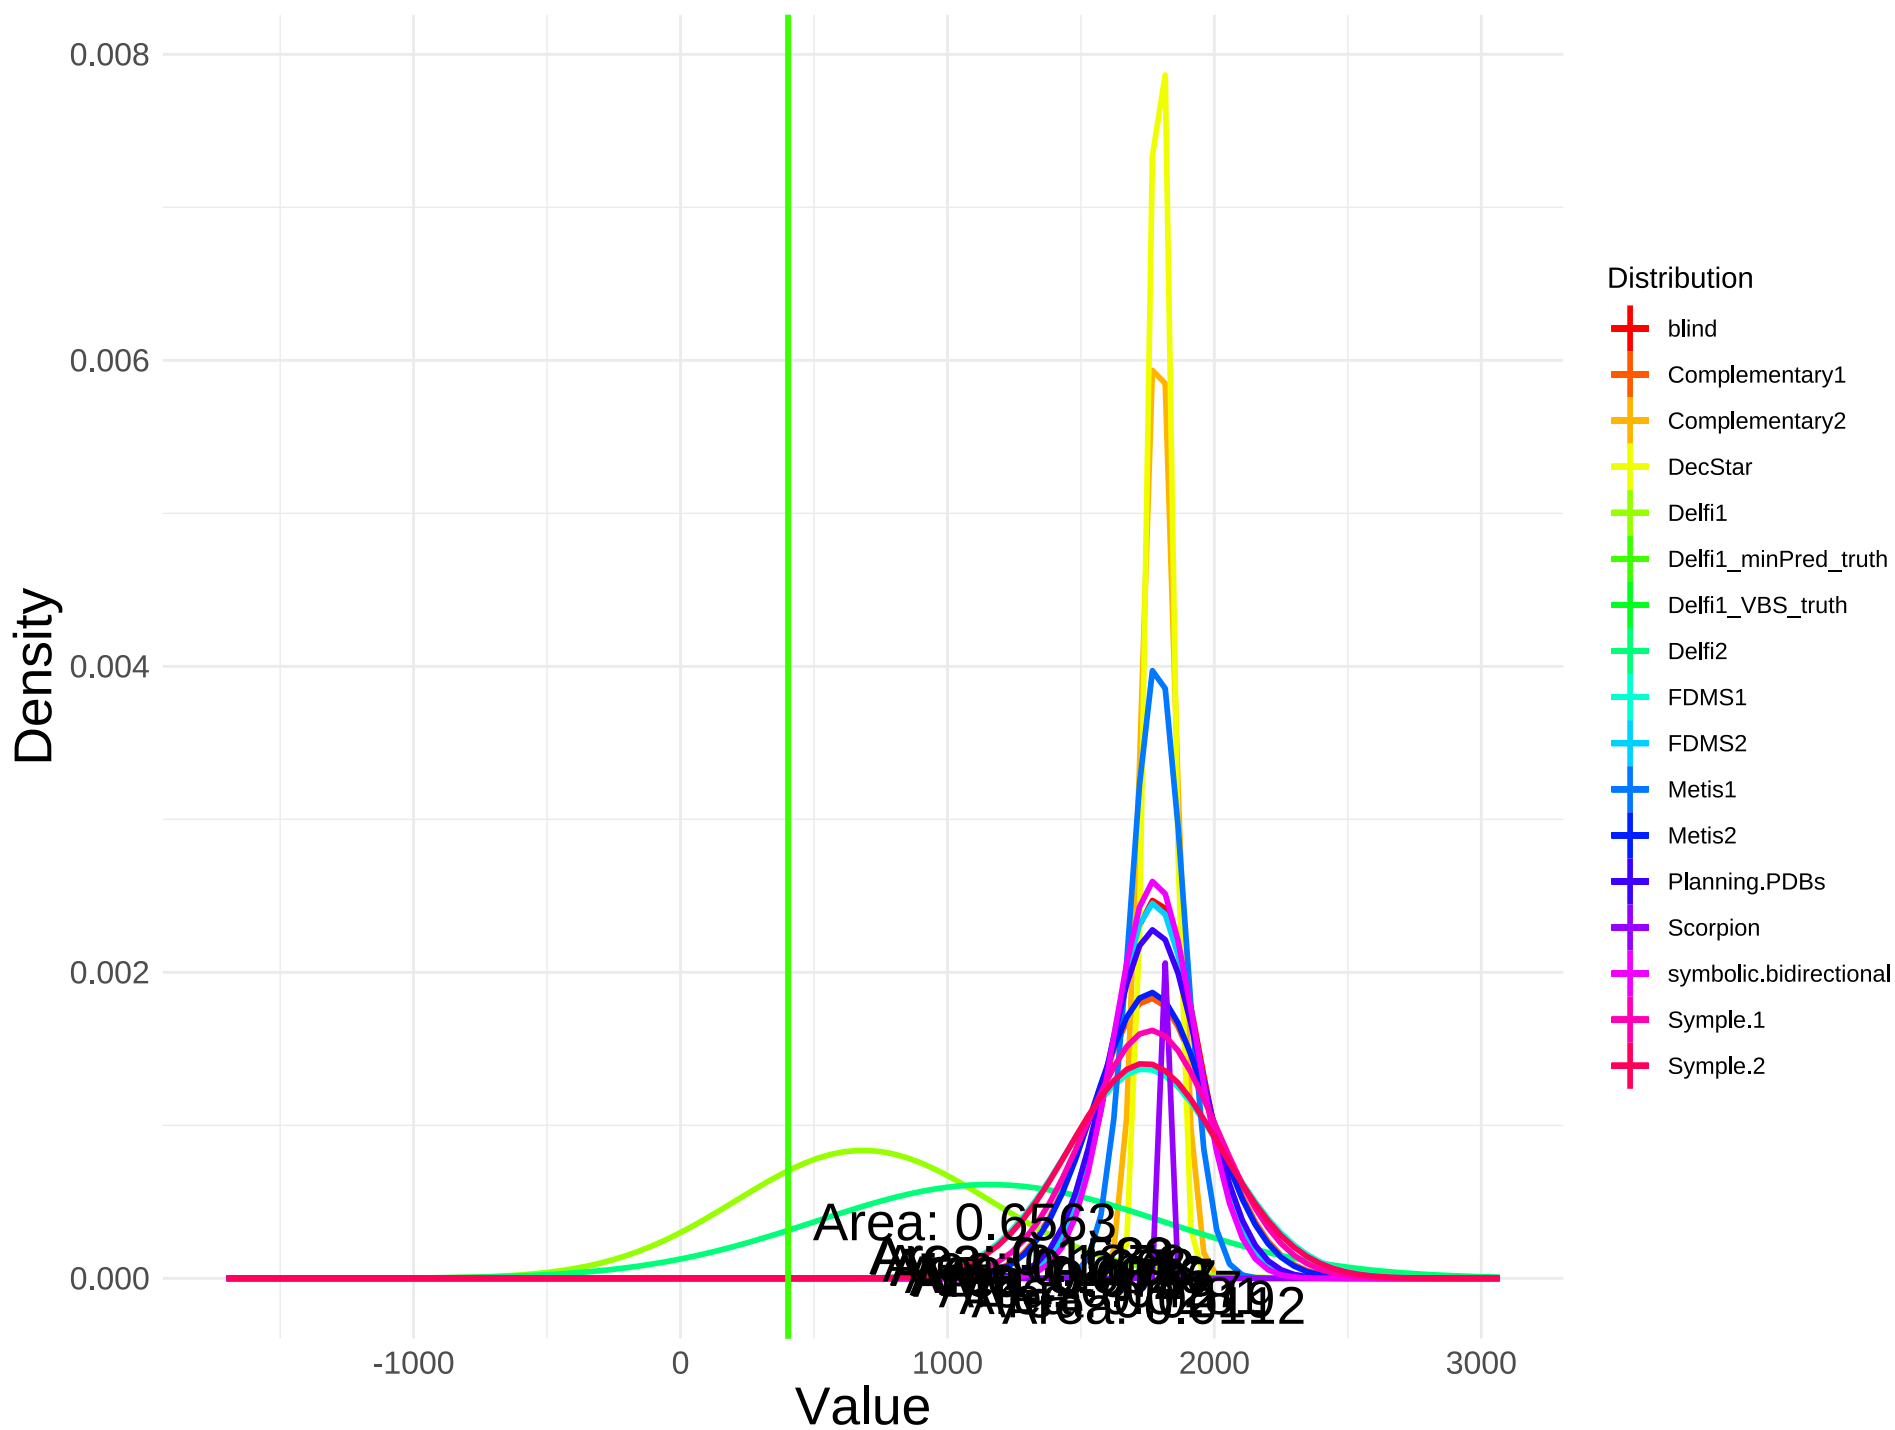 0.008
0.006
0.004
0.002
0.000
Density
-1000
0
1000
2000
3000
Value
Area: 0.6563
Distribution
blind
Complementary1
Complementary2
DecStar
Delfi1
Delfi1_minPred_truth
Delfi1_VBS_truth
Delfi2
FDMS1
FDMS2
Metis1
Metis2
Planning.PDBs
Scorpion
symbolic.bidirectional
Symple.1
Symple.2